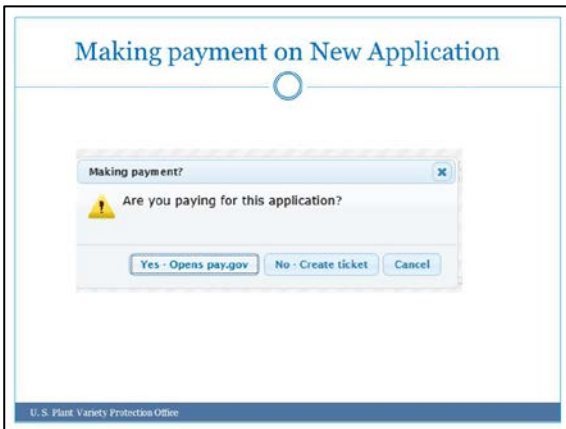 Making payment on New Application
Making payment?
Are you paying for this application?
Yes - Opens pay.gov No - Create ticket Cancel
U. S. Plant Variety Protection Office